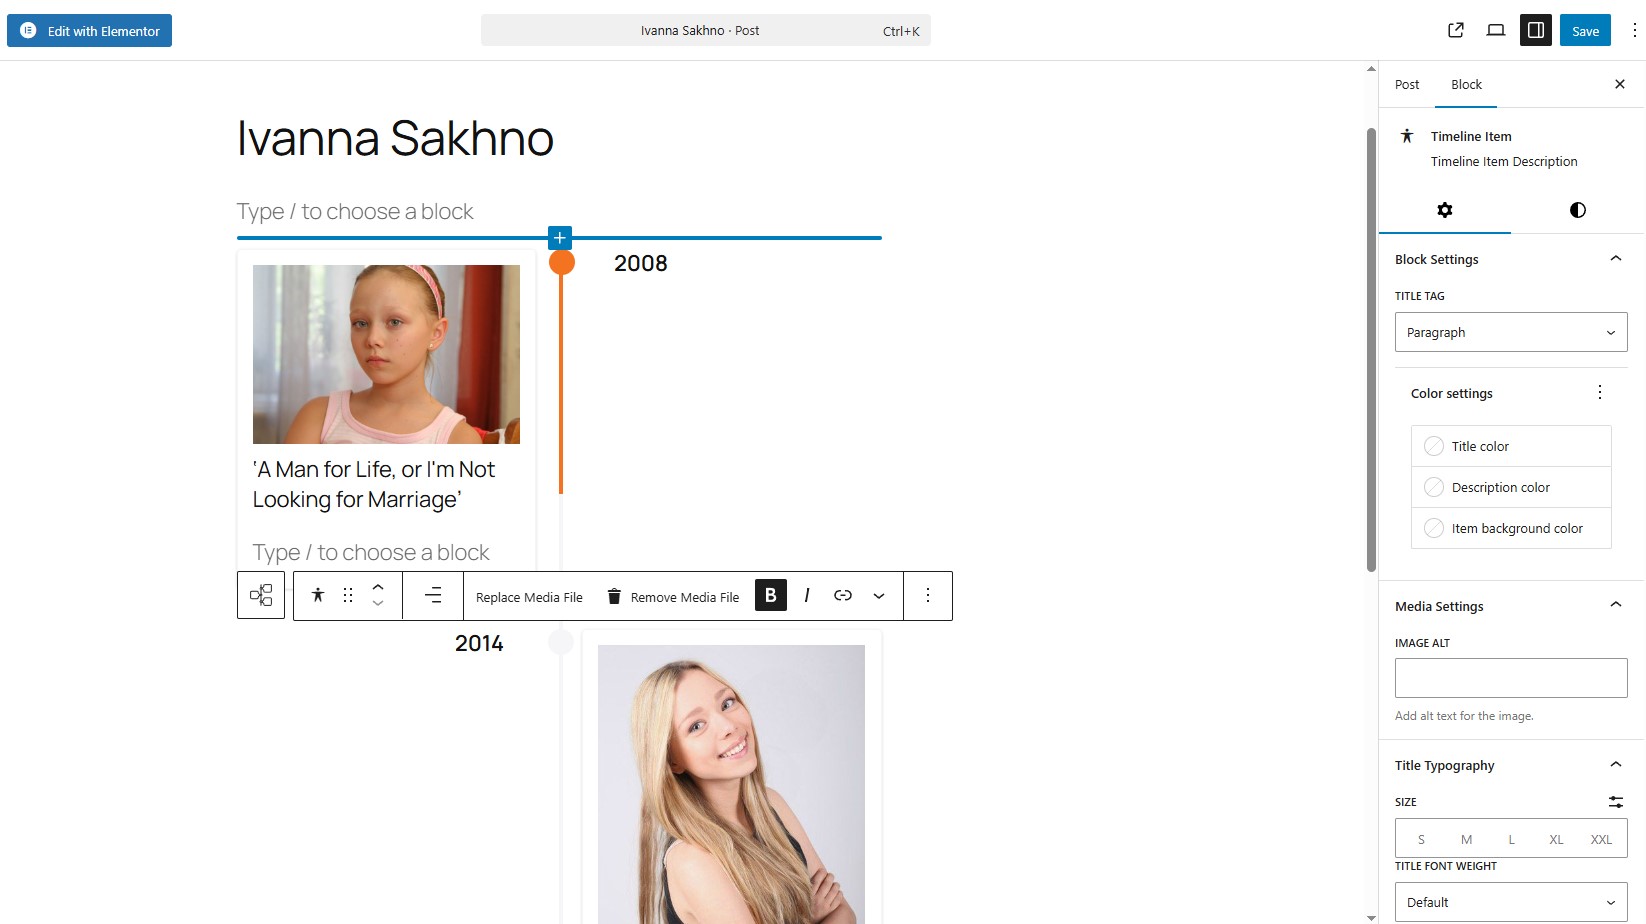 Edit with Elementor
Ivanna Sakhno · Post
Ctrl+K
Save
Post
Block
Ivanna Sakhno
Type / to choose a block
2008
‘A Man for Life, or I'm Not
Looking for Marriage’
Type / to choose a block
Replace Media File
Remove Media File
B
I
2014
Timeline Item
Timeline Item Description
Block Settings
TITLE TAG
Paragraph
Color settings
Title color
Description color
Item background color
Media Settings
IMAGE ALT
Add alt text for the image.
Title Typography
SIZE
S M L XL XXL
TITLE FONT WEIGHT
Default